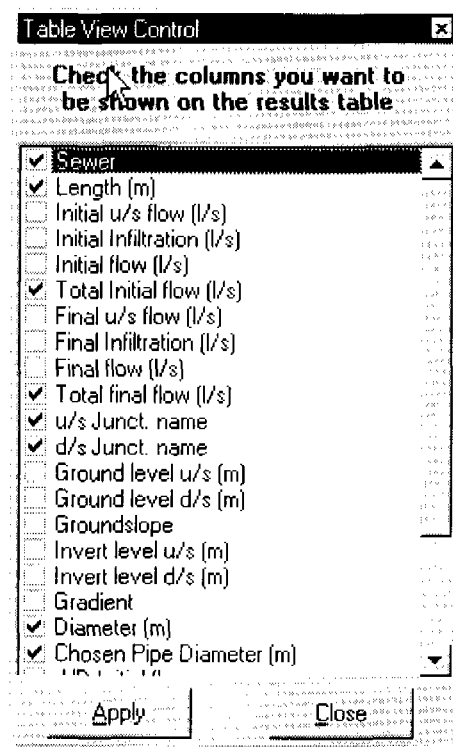 Table View Control
Check the columns you want to
be shown on the results table
Sewer
Length (m)
Initial u/s flow (l/s)
Initial Infiltration (l/s)
Initial flow (l/s)
Total Initial flow (l/s)
Final u/s flow (l/s)
Final Infiltration (l/s)
Final flow (l/s)
Total final flow (l/s)
u/s Junct. name
d/s Junct. name
Ground level u/s (m)
Ground level d/s (m)
Groundslope
Invert level u/s (m)
Invert level d/s (m)
Gradient
Diameter (m)
Chosen Pipe Diameter (m)
Apply
Close